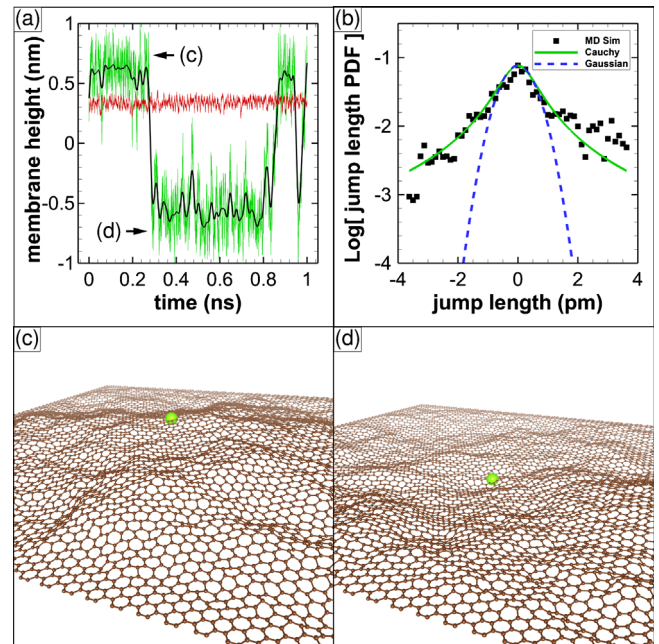 (a)
membrane height (nm)
1
0.5
0
-0.5
-1
0 0.2 0.4 0.6 0.8 1
time (ns)
(c)
(d)
(b)
Log[ jump length PDF ]
0
-1
-2
-3
-4
-4 -2 0 2 4
jump length (pm)
MD Sim
Cauchy
Gaussian
(c)
(d)